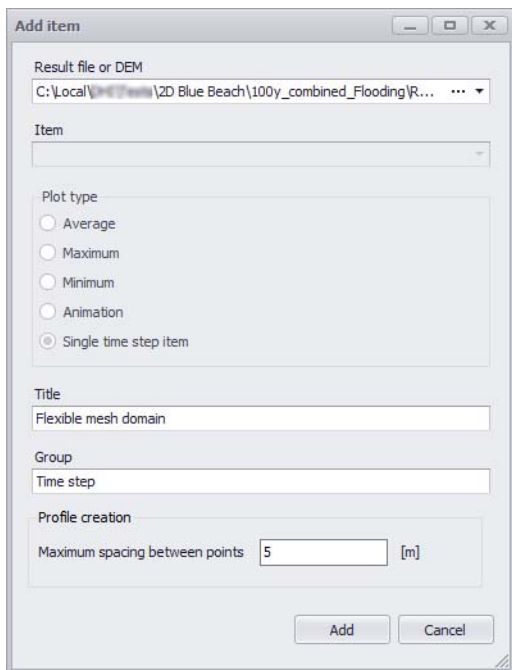 Add item
Result file or DEM
C:\Local\ \2D Blue Beach\100y_combined_Flooding\R... ...
Item
Plot type
Average
Maximum
Minimum
Animation
Single time step item
Title
Flexible mesh domain
Group
Time step
Profile creation
Maximum spacing between points 5 [m]
Add Cancel